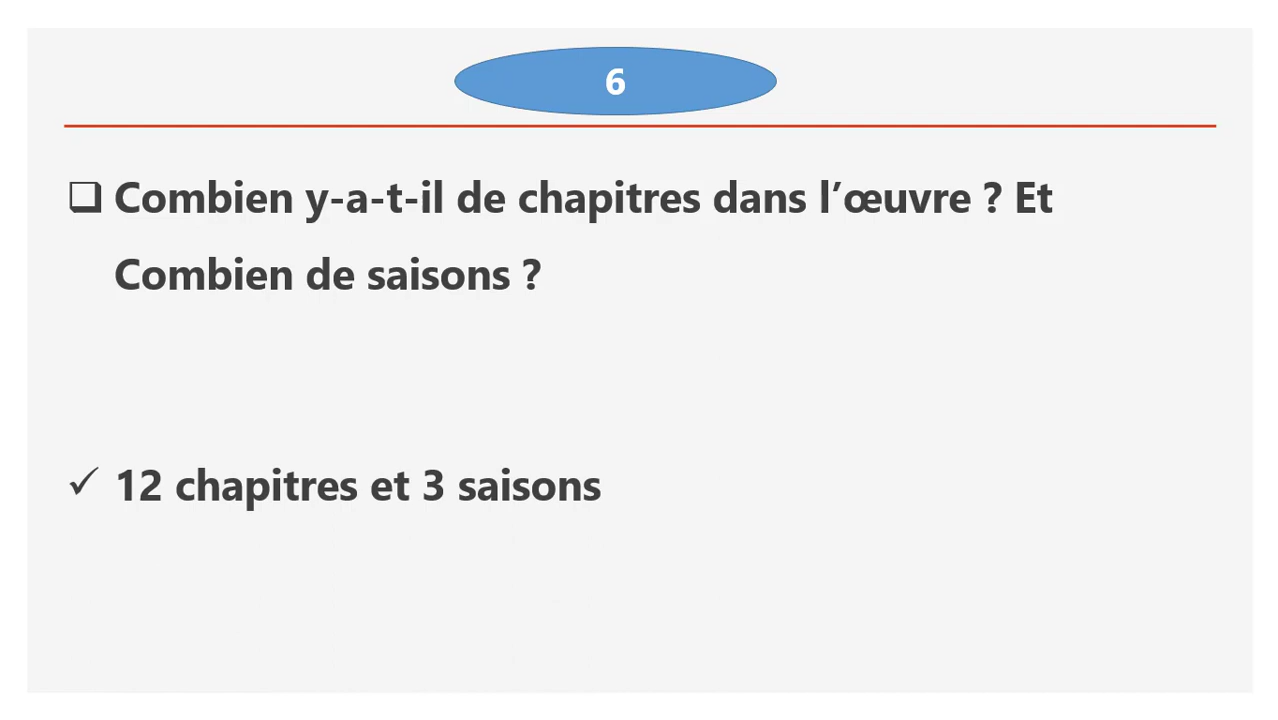 6
Combien y-a-t-il de chapitres dans l’œuvre ? Et
Combien de saisons ?
12 chapitres et 3 saisons